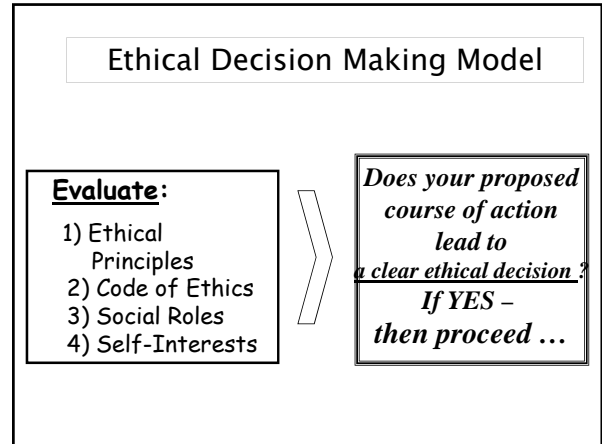 Ethical Decision Making Model
Evaluate:
1) Ethical
Principles
2) Code of Ethics
3) Social Roles
4) Self-Interests
Does your proposed
course of action
lead to
a clear ethical decision ?
If YES –
then proceed …